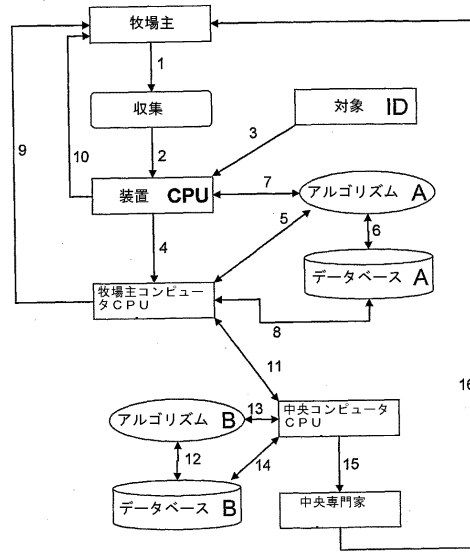 牧場主
1
収集
対象 ID
9
10
2
3
装置 CPU
7
アルゴリズム A
5
6
4
データベース A
牧場主コンピュー
タCPU
8
11
16
アルゴリズム B
13
中央コンピュータ
CPU
12
14
15
データベース B
中央専門家